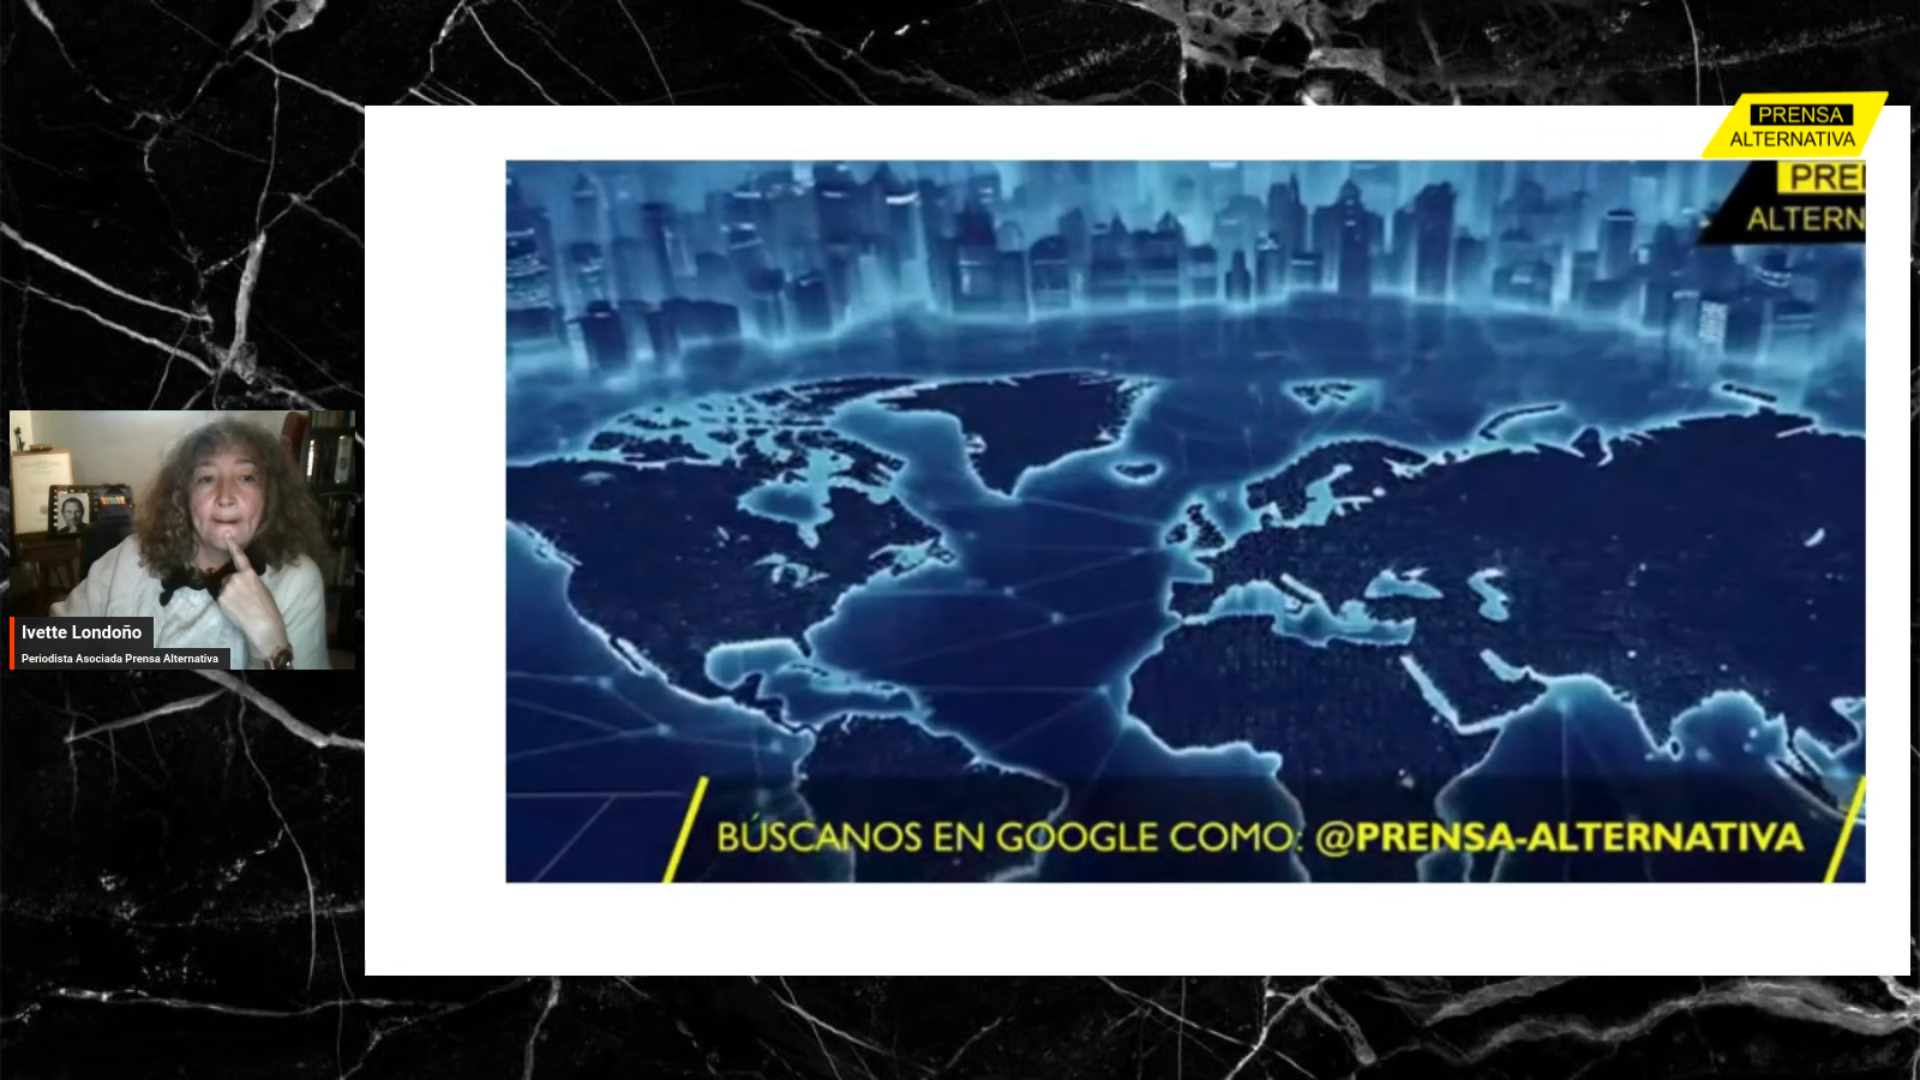 PRENSA
ALTERNATIVA
PRE
ALTERN
Ivette Londoño
Periodista Asociada Prensa Alternativa
BÚSCANOS EN GOOGLE COMO: @PRENSA-ALTERNATIVA